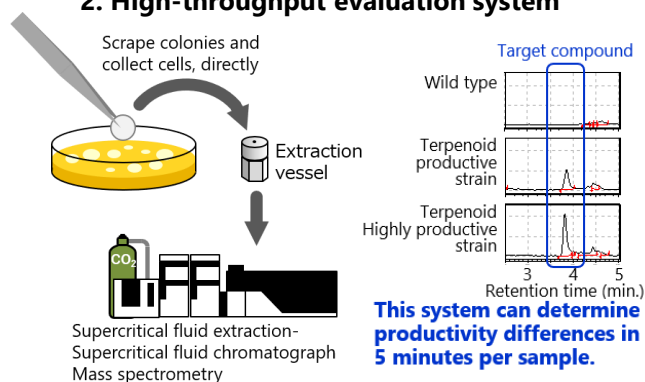 2. High-throughput evaluation system
Scrape colonies and
collect cells, directly
Extraction
vessel
CO2
Supercritical fluid extraction-
Supercritical fluid chromatograph
Mass spectrometry
Target compound
Wild type
Terpenoid
productive
strain
Terpenoid
Highly productive
strain
3 4 5
Retention time (min.)
This system can determine
productivity differences in
5 minutes per sample.